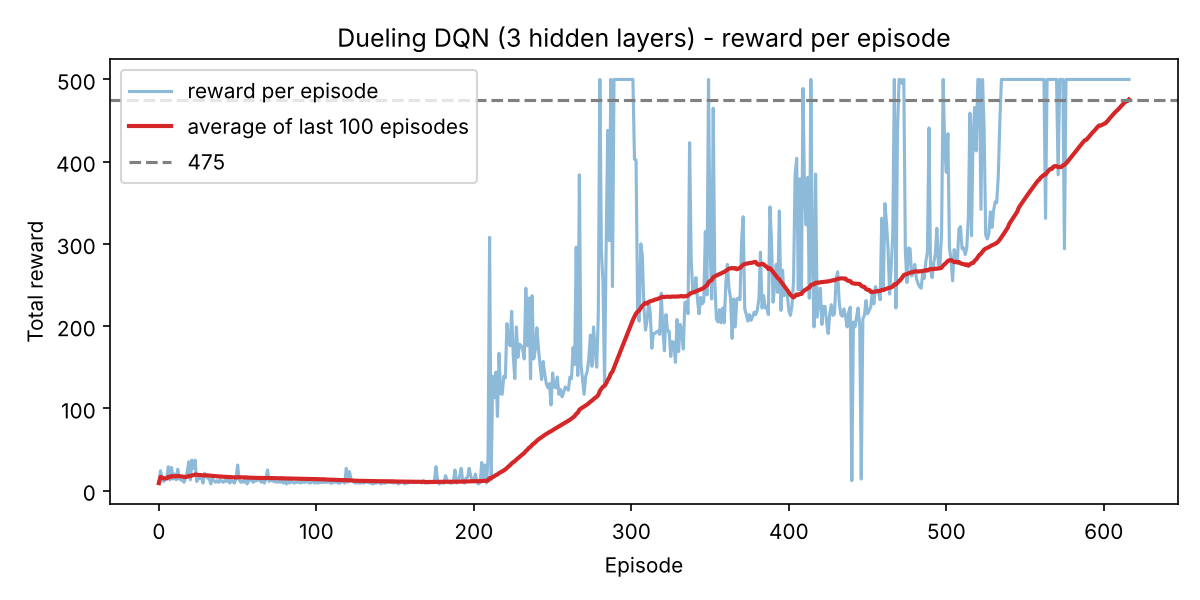 Dueling DQN (3 hidden layers) - reward per episode
reward per episode
average of last 100 episodes
475
Total reward
500
400
300
200
100
0
0 100 200 300 400 500 600
Episode